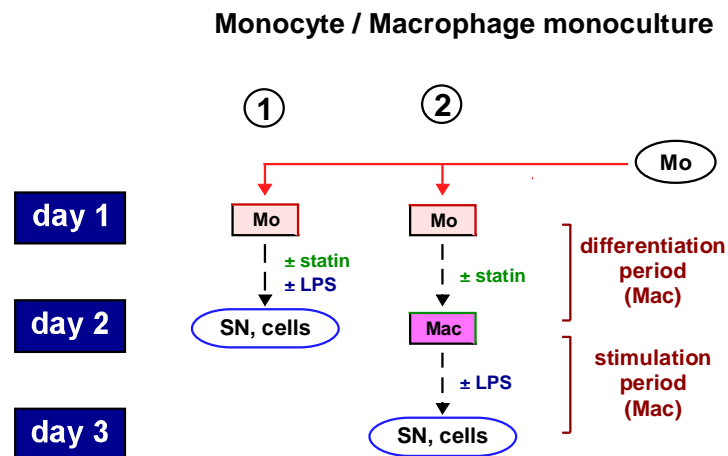 Monocyte / Macrophage monoculture
1
2
Mo
day 1
Mo
Mo
± statin
± LPS
± statin
differentiation
period
(Mac)
day 2
SN, cells
Mac
± LPS
stimulation
period
(Mac)
day 3
SN, cells